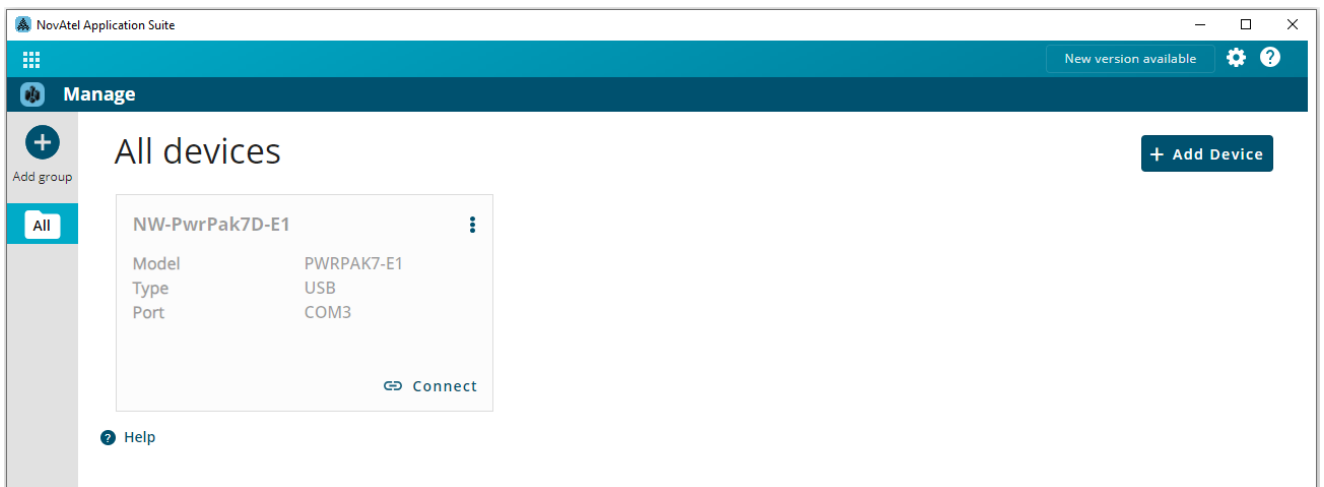 NovAtel Application Suite
New version available
Manage
Add group
All
All devices
+ Add Device
NW-PwrPak7D-E1
Model PWRPAK7-E1
Type USB
Port COM3
Connect
Help